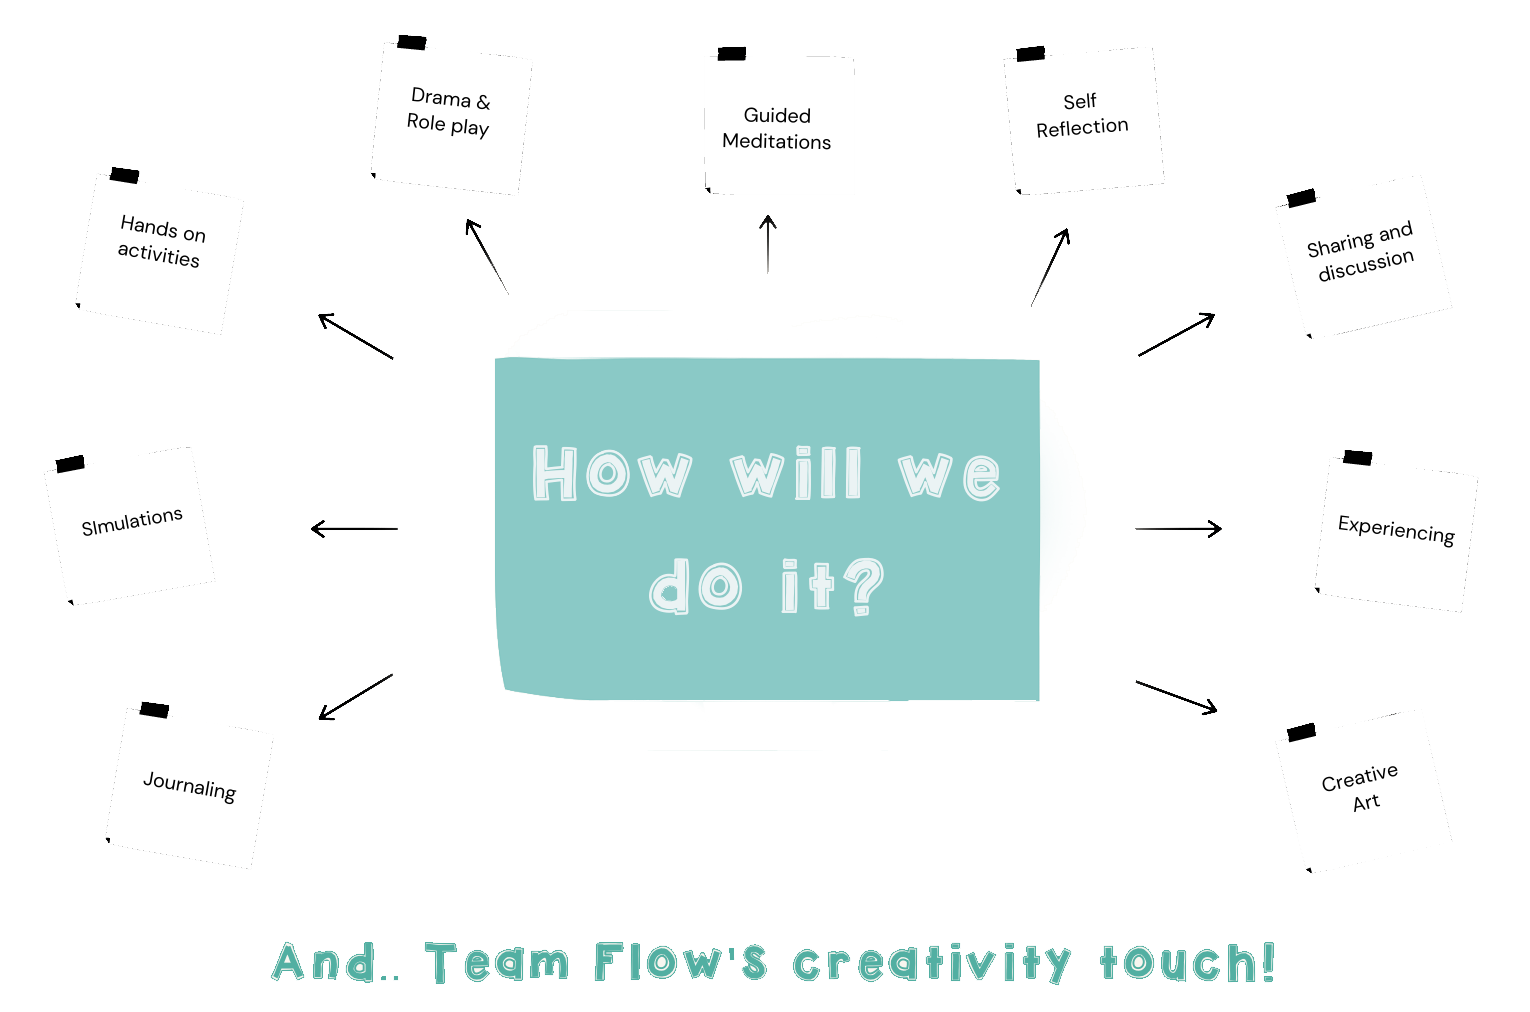 Drama &
Role play
Guided
Meditations
Self
Reflection
Hands on
activities
Sharing and
discussion
SImulations
How will we
do it?
Experiencing
Journaling
Creative
Art
And.. Team Flow's creativity touch!